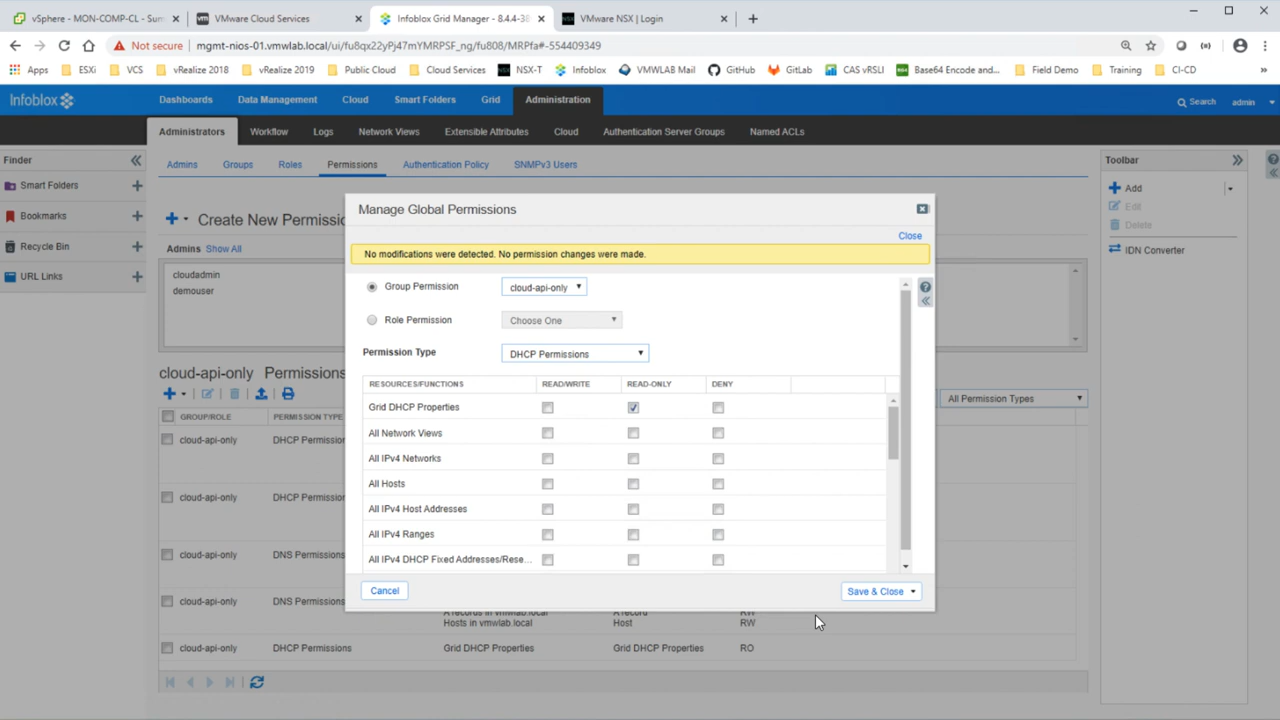 vSphere - MON-COMP-CL - Sum
VMware Cloud Services
Infoblox Grid Manager - 8.4.4-38
VMware NSX | Login
Not secure
mgmt-nios-01.vmwlab.local/ui/fu8qx22yPj47mYMRPSF_ng/fu808/MRPfa#-554409349
Apps
ESXi
VCS
vRealize 2018
vRealize 2019
Public Cloud
Cloud Services
NSX-T
Infoblox
VMWLAB Mail
GitHub
GitLab
CAS vRSLI
Base64 Encode and...
Field Demo
Training
CI-CD
Infoblox
Dashboards
Data Management
Cloud
Smart Folders
Grid
Administration
Search
admin
Administrators
Workflow
Logs
Network Views
Extensible Attributes
Cloud
Authentication Server Groups
Named ACLs
Finder
Smart Folders
Bookmarks
Recycle Bin
URL Links
Admins
Groups
Roles
Permissions
Authentication Policy
SNMPv3 Users
Toolbar
Add
Edit
Delete
IDN Converter
Create New Permissio
Admins Show All
cloudadmin
demouser
Manage Global Permissions
Close
No modifications were detected. No permission changes were made.
Group Permission
cloud-api-only
Role Permission
Choose One
Permission Type
DHCP Permissions
RESOURCES/FUNCTIONS
READ/WRITE
READ-ONLY
DENY
Grid DHCP Properties
All Network Views
All IPv4 Networks
All Hosts
All IPv4 Host Addresses
All IPv4 Ranges
All IPv4 DHCP Fixed Addresses/Rese...
Cancel
Save & Close
cloud-api-only Permissions
All Permission Types
GROUP/ROLE
PERMISSION TYPE
cloud-api-only
DHCP Permission
cloud-api-only
DHCP Permission
cloud-api-only
DNS Permissions
cloud-api-only
DNS Permissions
A records in vmwlab.local
A record
RW
Hosts in vmwlab.local
Host
RW
cloud-api-only
DHCP Permissions
Grid DHCP Properties
Grid DHCP Properties
RO